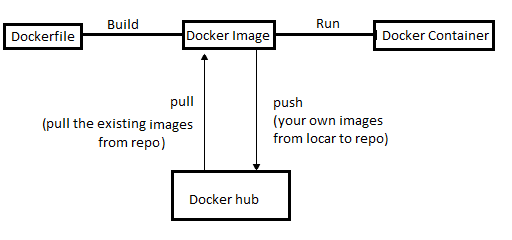 Build
Run
Dockerfile
Docker Image
Docker Container
pull
(pull the existing images
from repo)
push
(your own images
from locar to repo)
Docker hub